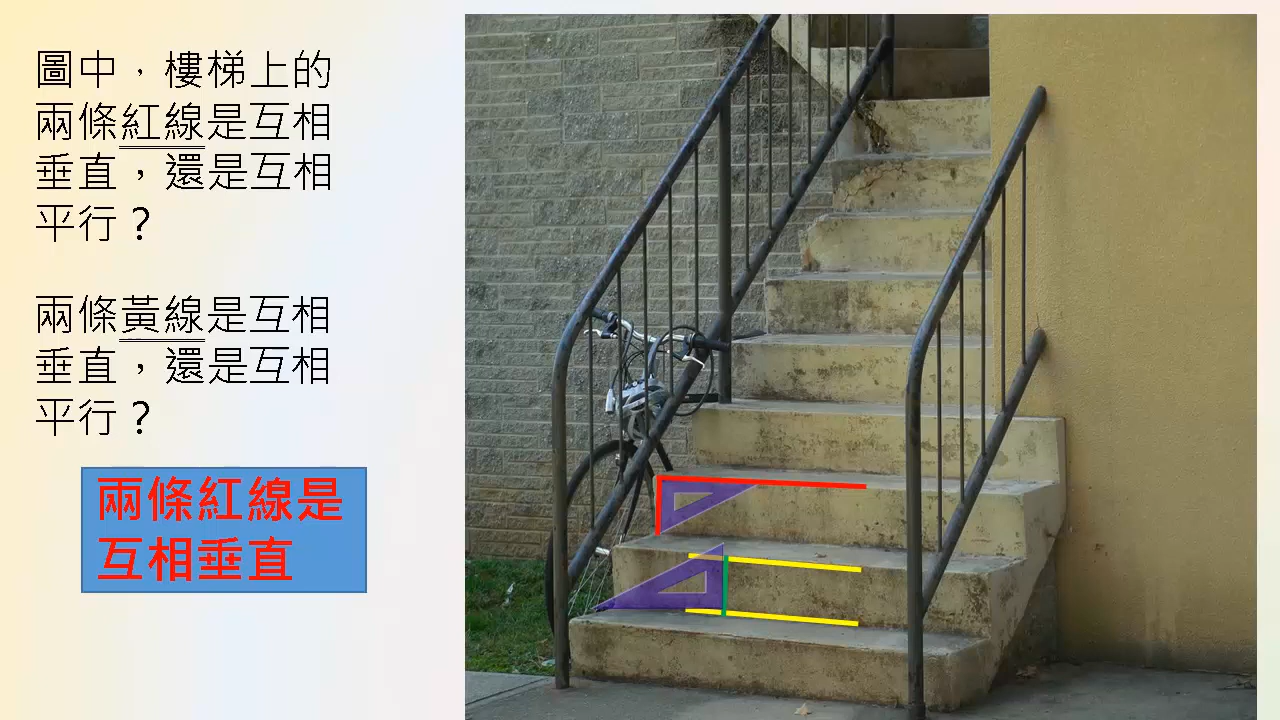 圖中，樓梯上的
兩條紅線是互相
垂直，還是互相
平行？
兩條黃線是互相
垂直，還是互相
平行？
兩條紅線是
互相垂直